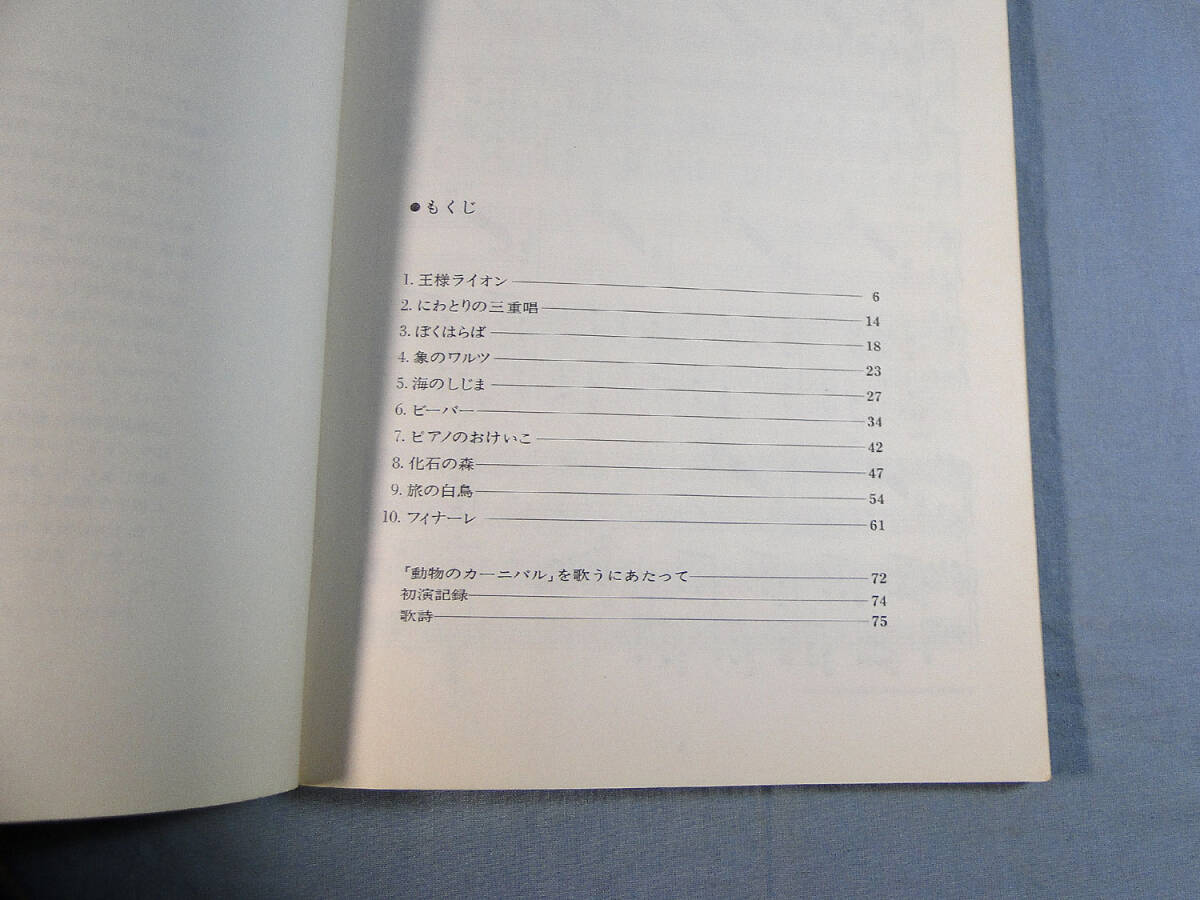 ●もくじ
1. 王様ライオン 6
2. にわとりの三重唱 14
3. ぼくはらば 18
4. 象のワルツ 23
5. 海のしじま 27
6. ビーバー 34
7. ピアノのおけいこ 42
8. 化石の森 47
9. 旅の白鳥 54
10. フィナーレ 61
「動物のカーニバル」を歌うにあたって 72
初演記録 74
歌詩 75